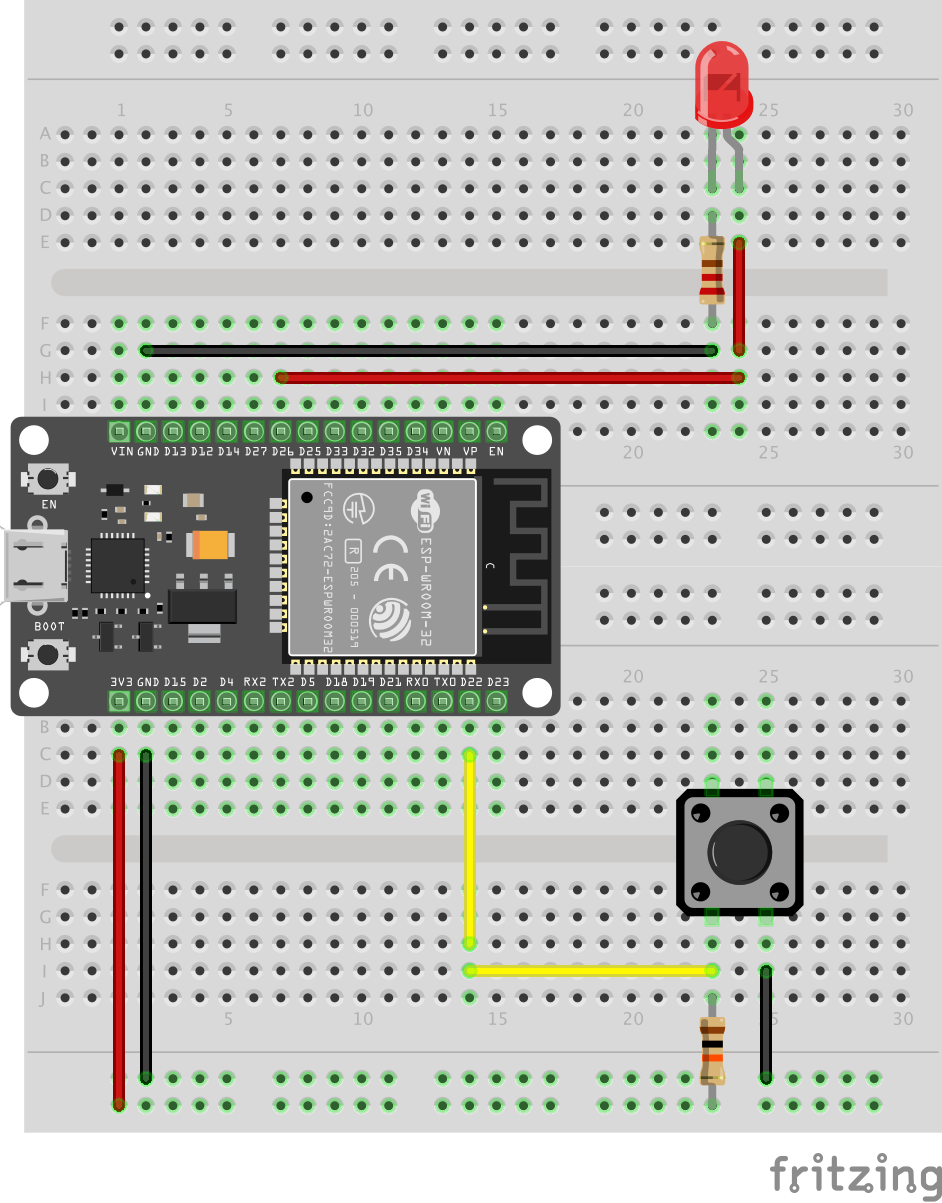 1 5 10 15 20 25 30
A
B
C
D
E
F
G
H
I
20 25 30
VIN GND D13 D12 D14 D27 D26 D25 D33 D32 D35 D34 VN VP EN
EN
BOOT
FCC9D:2AC72-ESPWROOM32
R
205 - 000519
CE
WiFi
ESP-WROOM-32
C
3V3 GND D15 D2 D4 RX2 TX2 D5 D18 D19 D21 RX0 TX0 D22 D23
20 25 30
B
C
D
E
F
G
H
I
J
5 10 15 20 25 30
fritzing